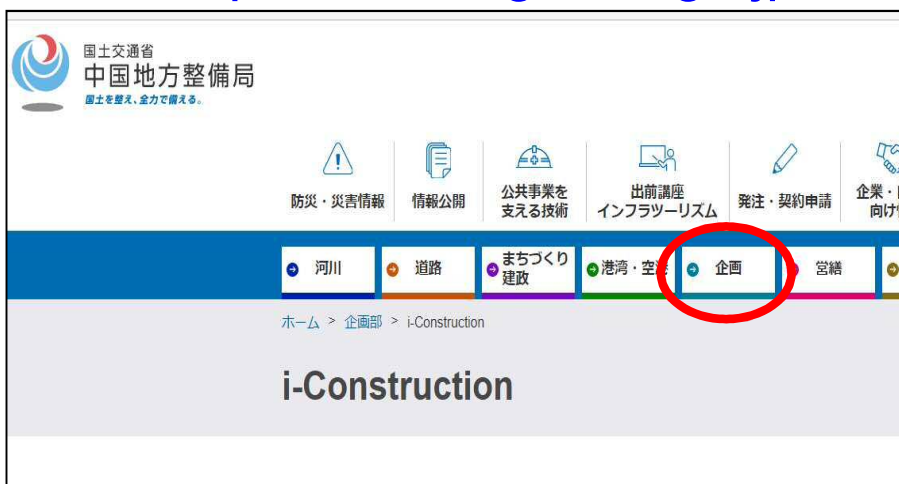 国土交通省
中国地方整備局
国土を整え、全力で備える。
防災・災害情報
情報公開
公共事業を
支える技術
出前講座
インフラツーリズム
発注・契約申請
企業・
向け
河川
道路
まちづくり
建政
港湾・空港
企画
営繕
ホーム > 企画部 > i-Construction
i-Construction